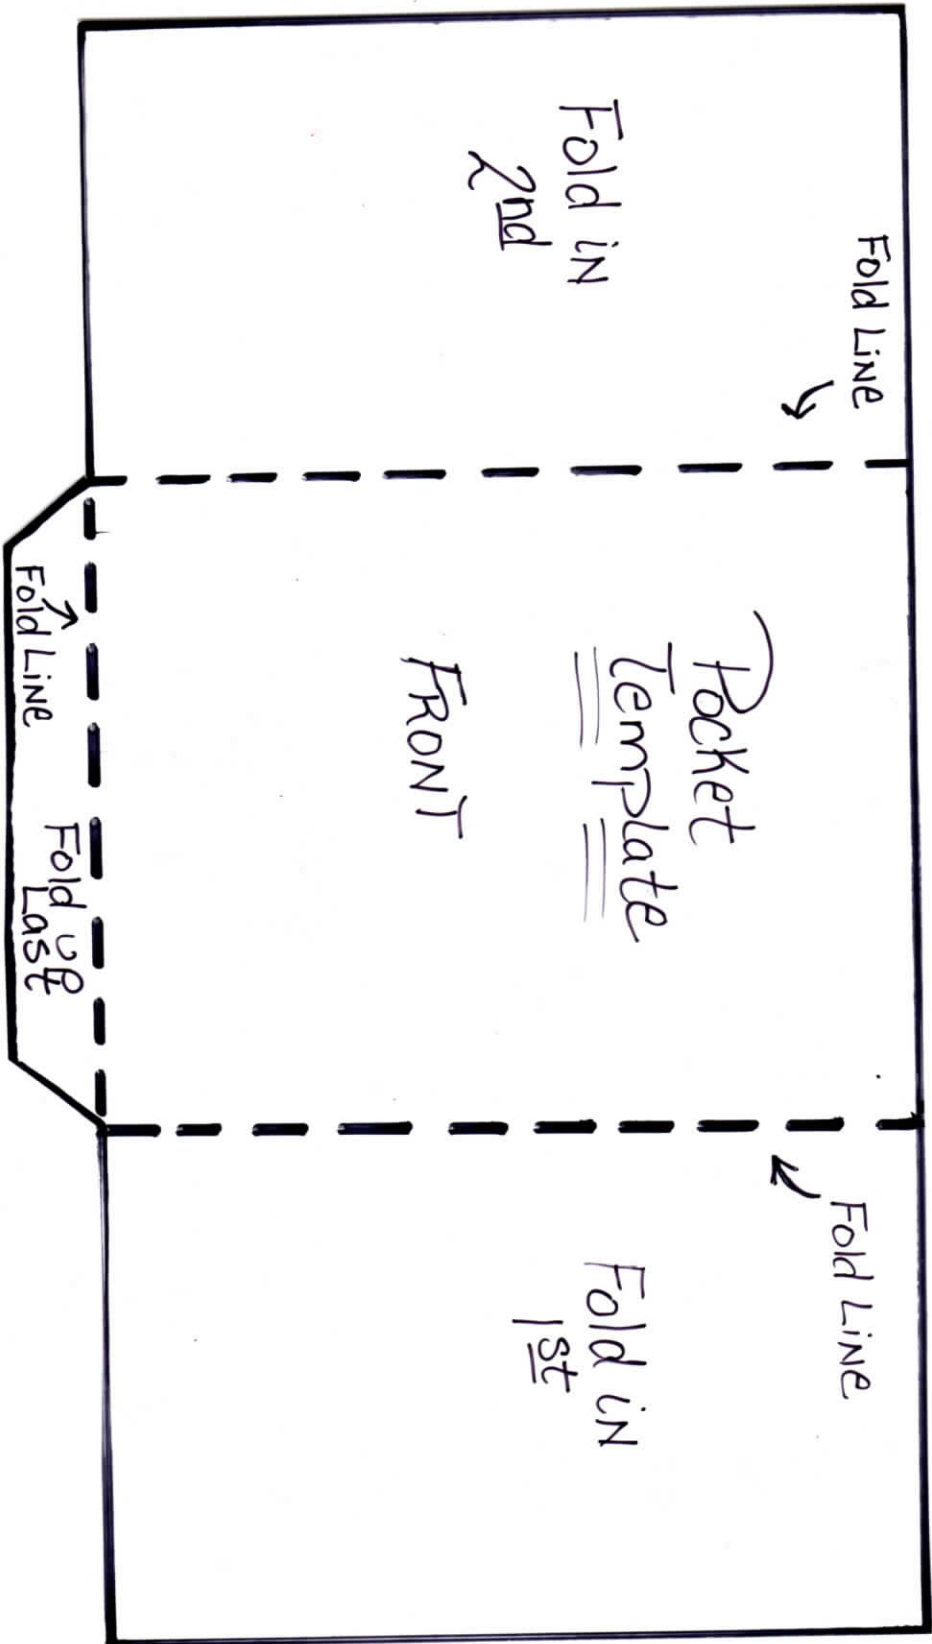 Fold LiNe
Fold iN
2nd
Pocket
Template
FRONT
Fold LiNe
Fold up
Last
Fold LiNe
Fold iN
1st